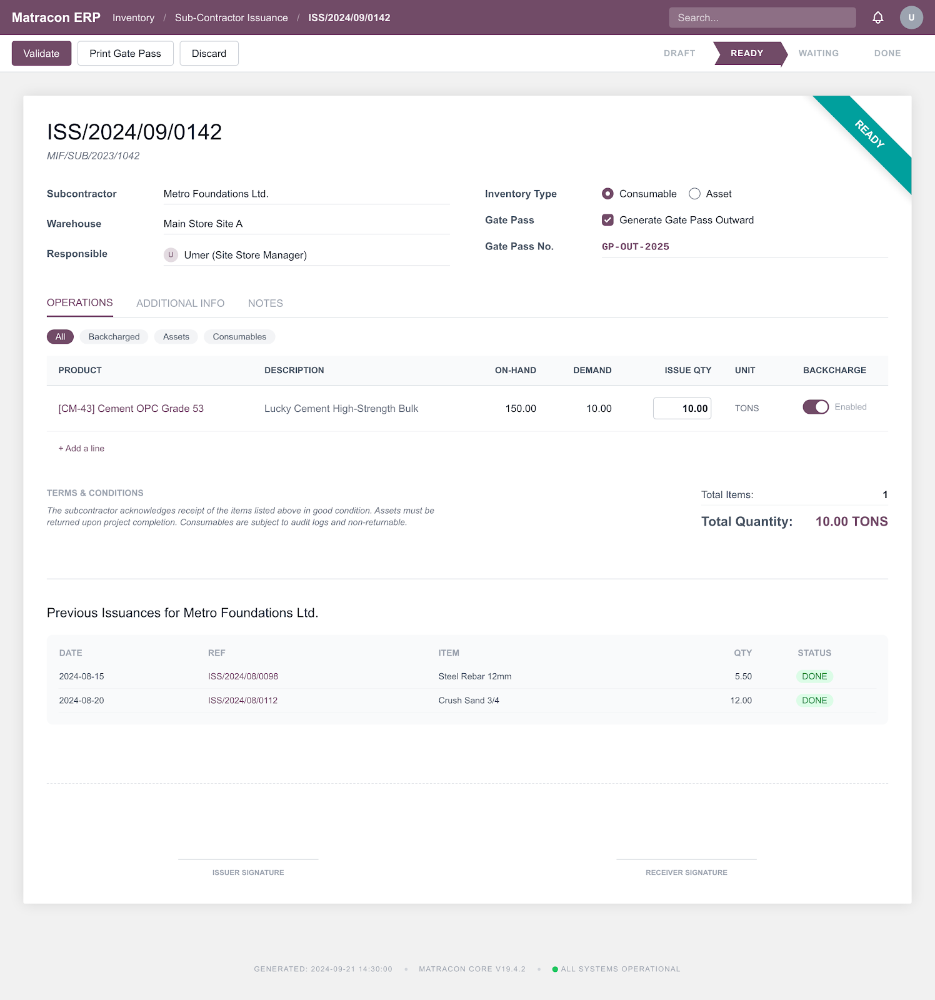 Matracon ERP Inventory / Sub-Contractor Issuance / ISS/2024/09/0142 Search... U
Validate Print Gate Pass Discard DRAFT READY WAITING DONE
READY
ISS/2024/09/0142
MIF/SUB/2023/1042
Subcontractor Metro Foundations Ltd.
Warehouse Main Store Site A
Responsible U Umer (Site Store Manager)
Inventory Type Consumable Asset
Gate Pass Generate Gate Pass Outward
Gate Pass No. GP-OUT-2025
OPERATIONS ADDITIONAL INFO NOTES
All Backcharged Assets Consumables
PRODUCT DESCRIPTION ON-HAND DEMAND ISSUE QTY UNIT BACKCHARGE
[CM-43] Cement OPC Grade 53 Lucky Cement High-Strength Bulk 150.00 10.00 10.00 TONS Enabled
+ Add a line
TERMS & CONDITIONS
The subcontractor acknowledges receipt of the items listed above in good condition. Assets must be
returned upon project completion. Consumables are subject to audit logs and non-returnable.
Total Items: 1
Total Quantity: 10.00 TONS
Previous Issuances for Metro Foundations Ltd.
DATE REF ITEM QTY STATUS
2024-08-15 ISS/2024/08/0098 Steel Rebar 12mm 5.50 DONE
2024-08-20 ISS/2024/08/0112 Crush Sand 3/4 12.00 DONE
ISSUER SIGNATURE RECEIVER SIGNATURE
GENERATED: 2024-09-21 14:30:00 • MATRACON CORE V19.4.2 • ALL SYSTEMS OPERATIONAL